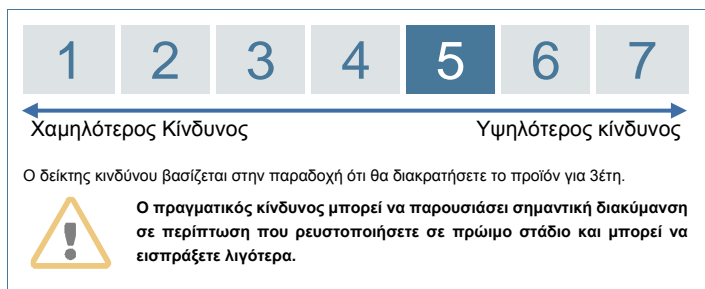 1 2 3 4 5 6 7
Χαμηλότερος Κίνδυνος Υψηλότερος κίνδυνος
Ο δείκτης κινδύνου βασίζεται στην παραδοχή ότι θα διακρατήσετε το προϊόν για 3έτη.
Ο πραγματικός κίνδυνος μπορεί να παρουσιάσει σημαντική διακύμανση
σε περίπτωση που ρευστοποιήσετε σε πρώιμο στάδιο και μπορεί να
εισπράξετε λιγότερα.